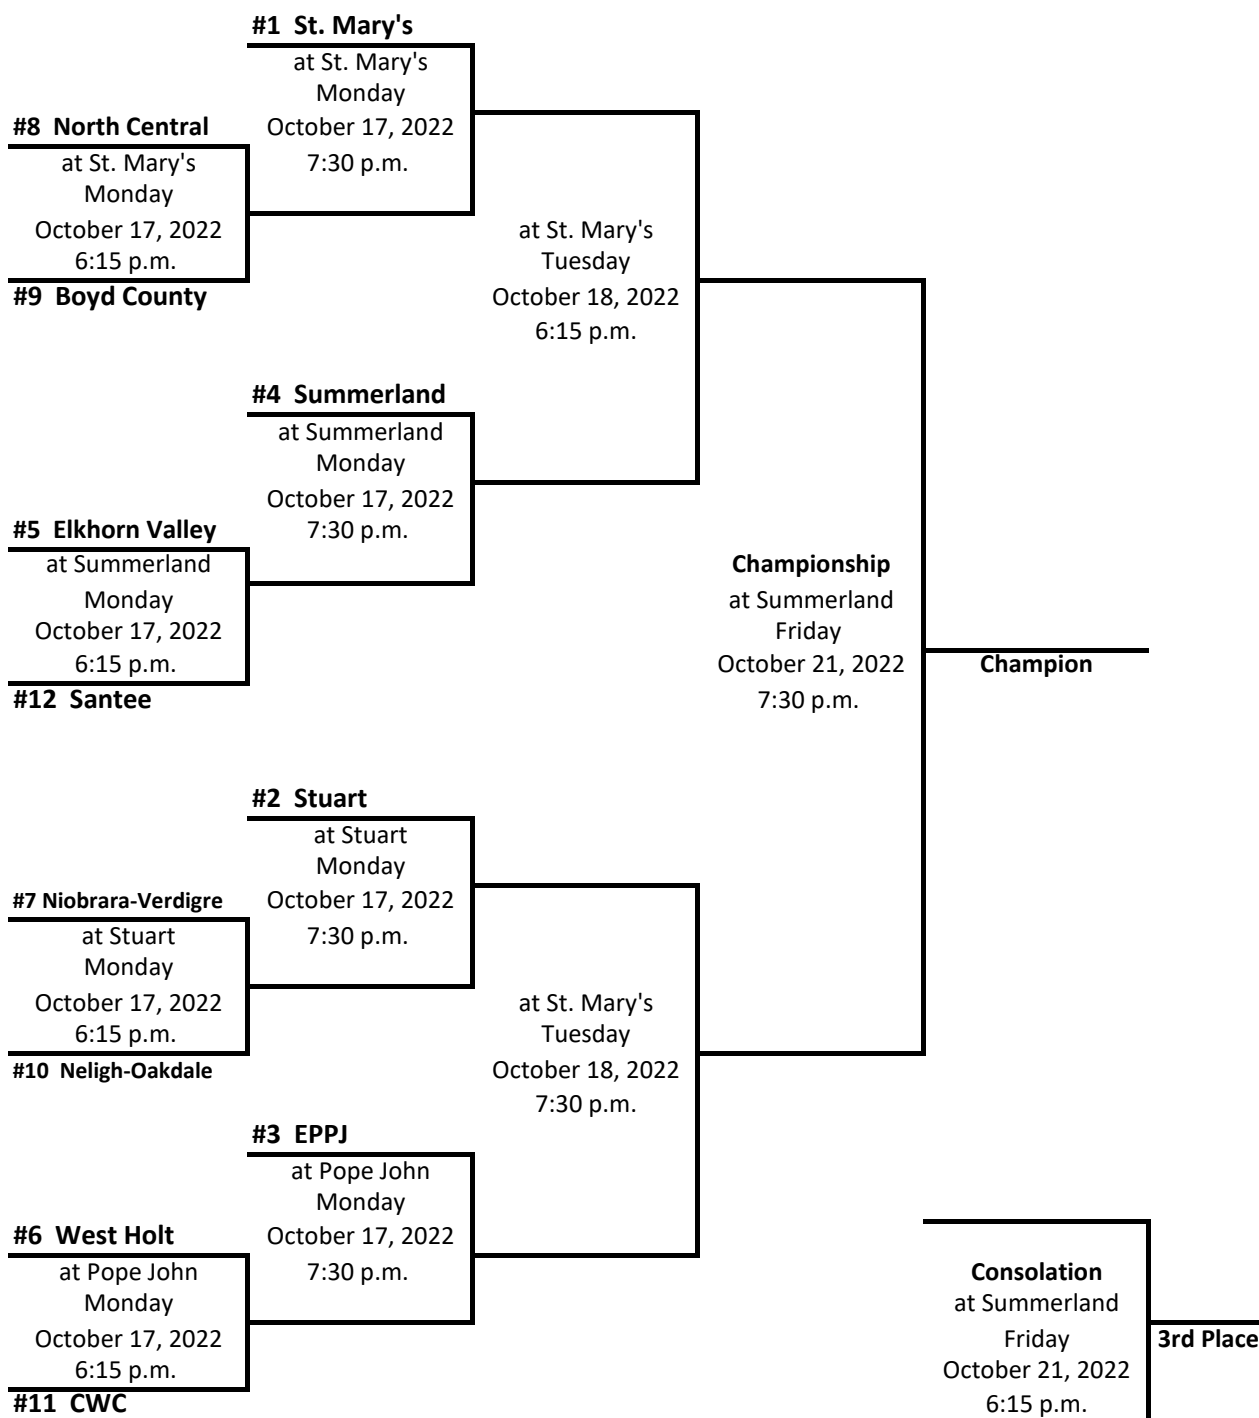 #1 St. Mary's
at St. Mary's
Monday
October 17, 2022
7:30 p.m.
#8 North Central
at St. Mary's
Monday
October 17, 2022
6:15 p.m.
#9 Boyd County
at St. Mary's
Tuesday
October 18, 2022
6:15 p.m.
#4 Summerland
at Summerland
Monday
October 17, 2022
7:30 p.m.
#5 Elkhorn Valley
at Summerland
Monday
October 17, 2022
6:15 p.m.
#12 Santee
Championship
at Summerland
Friday
October 21, 2022
7:30 p.m.
Champion
#2 Stuart
at Stuart
Monday
October 17, 2022
7:30 p.m.
#7 Niobrara-Verdigre
at Stuart
Monday
October 17, 2022
6:15 p.m.
#10 Neligh-Oakdale
at St. Mary's
Tuesday
October 18, 2022
7:30 p.m.
#3 EPPJ
at Pope John
Monday
October 17, 2022
7:30 p.m.
#6 West Holt
at Pope John
Monday
October 17, 2022
6:15 p.m.
#11 CWC
Consolation
at Summerland
Friday
October 21, 2022
6:15 p.m.
3rd Place